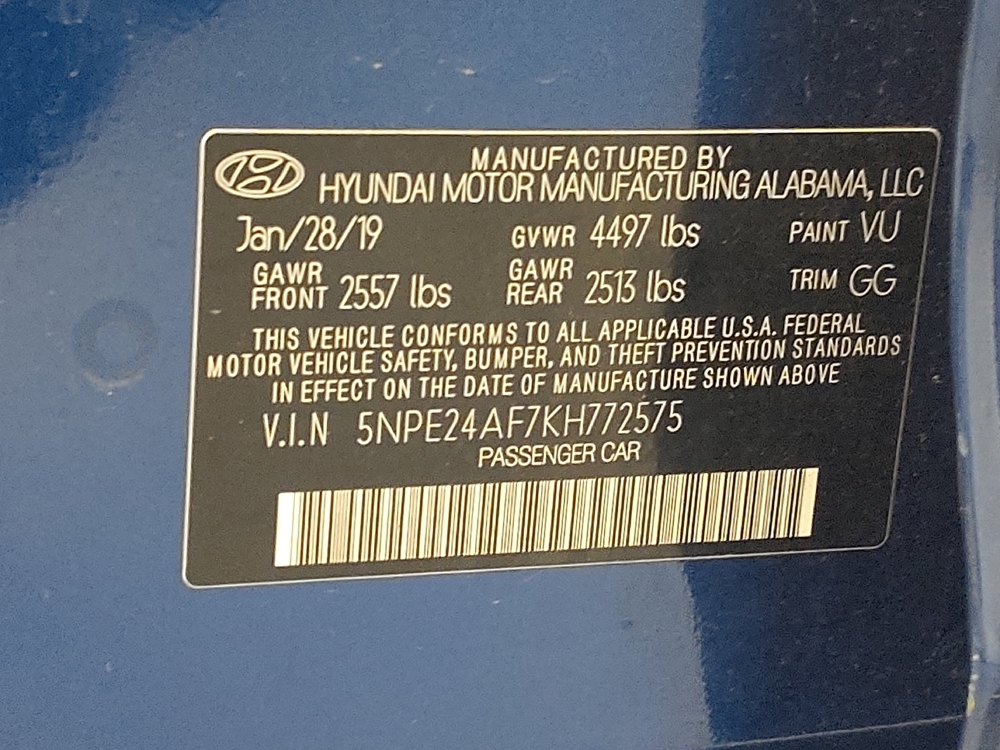 MANUFACTURED BY
HYUNDAI MOTOR MANUFACTURING ALABAMA, LLC
Jan/28/19 GVWR 4497 lbs PAINT VU
GAWR FRONT 2557 lbs GAWR REAR 2513 lbs TRIM GG
THIS VEHICLE CONFORMS TO ALL APPLICABLE U.S.A. FEDERAL
MOTOR VEHICLE SAFETY, BUMPER, AND THEFT PREVENTION STANDARDS
IN EFFECT ON THE DATE OF MANUFACTURE SHOWN ABOVE
V.I.N 5NPE24AF7KH772575
PASSENGER CAR